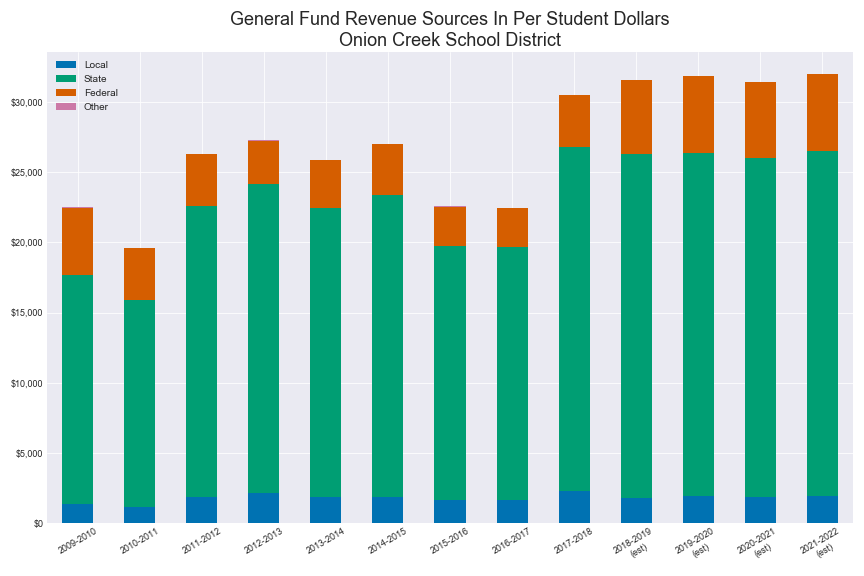 General Fund Revenue Sources In Per Student Dollars
Onion Creek School District
Local
State
Federal
Other
$30,000
$25,000
$20,000
$15,000
$10,000
$5,000
$0
2009-2010
2010-2011
2011-2012
2012-2013
2013-2014
2014-2015
2015-2016
2016-2017
2017-2018
2018-2019
(est)
2019-2020
(est)
2020-2021
(est)
2021-2022
(est)